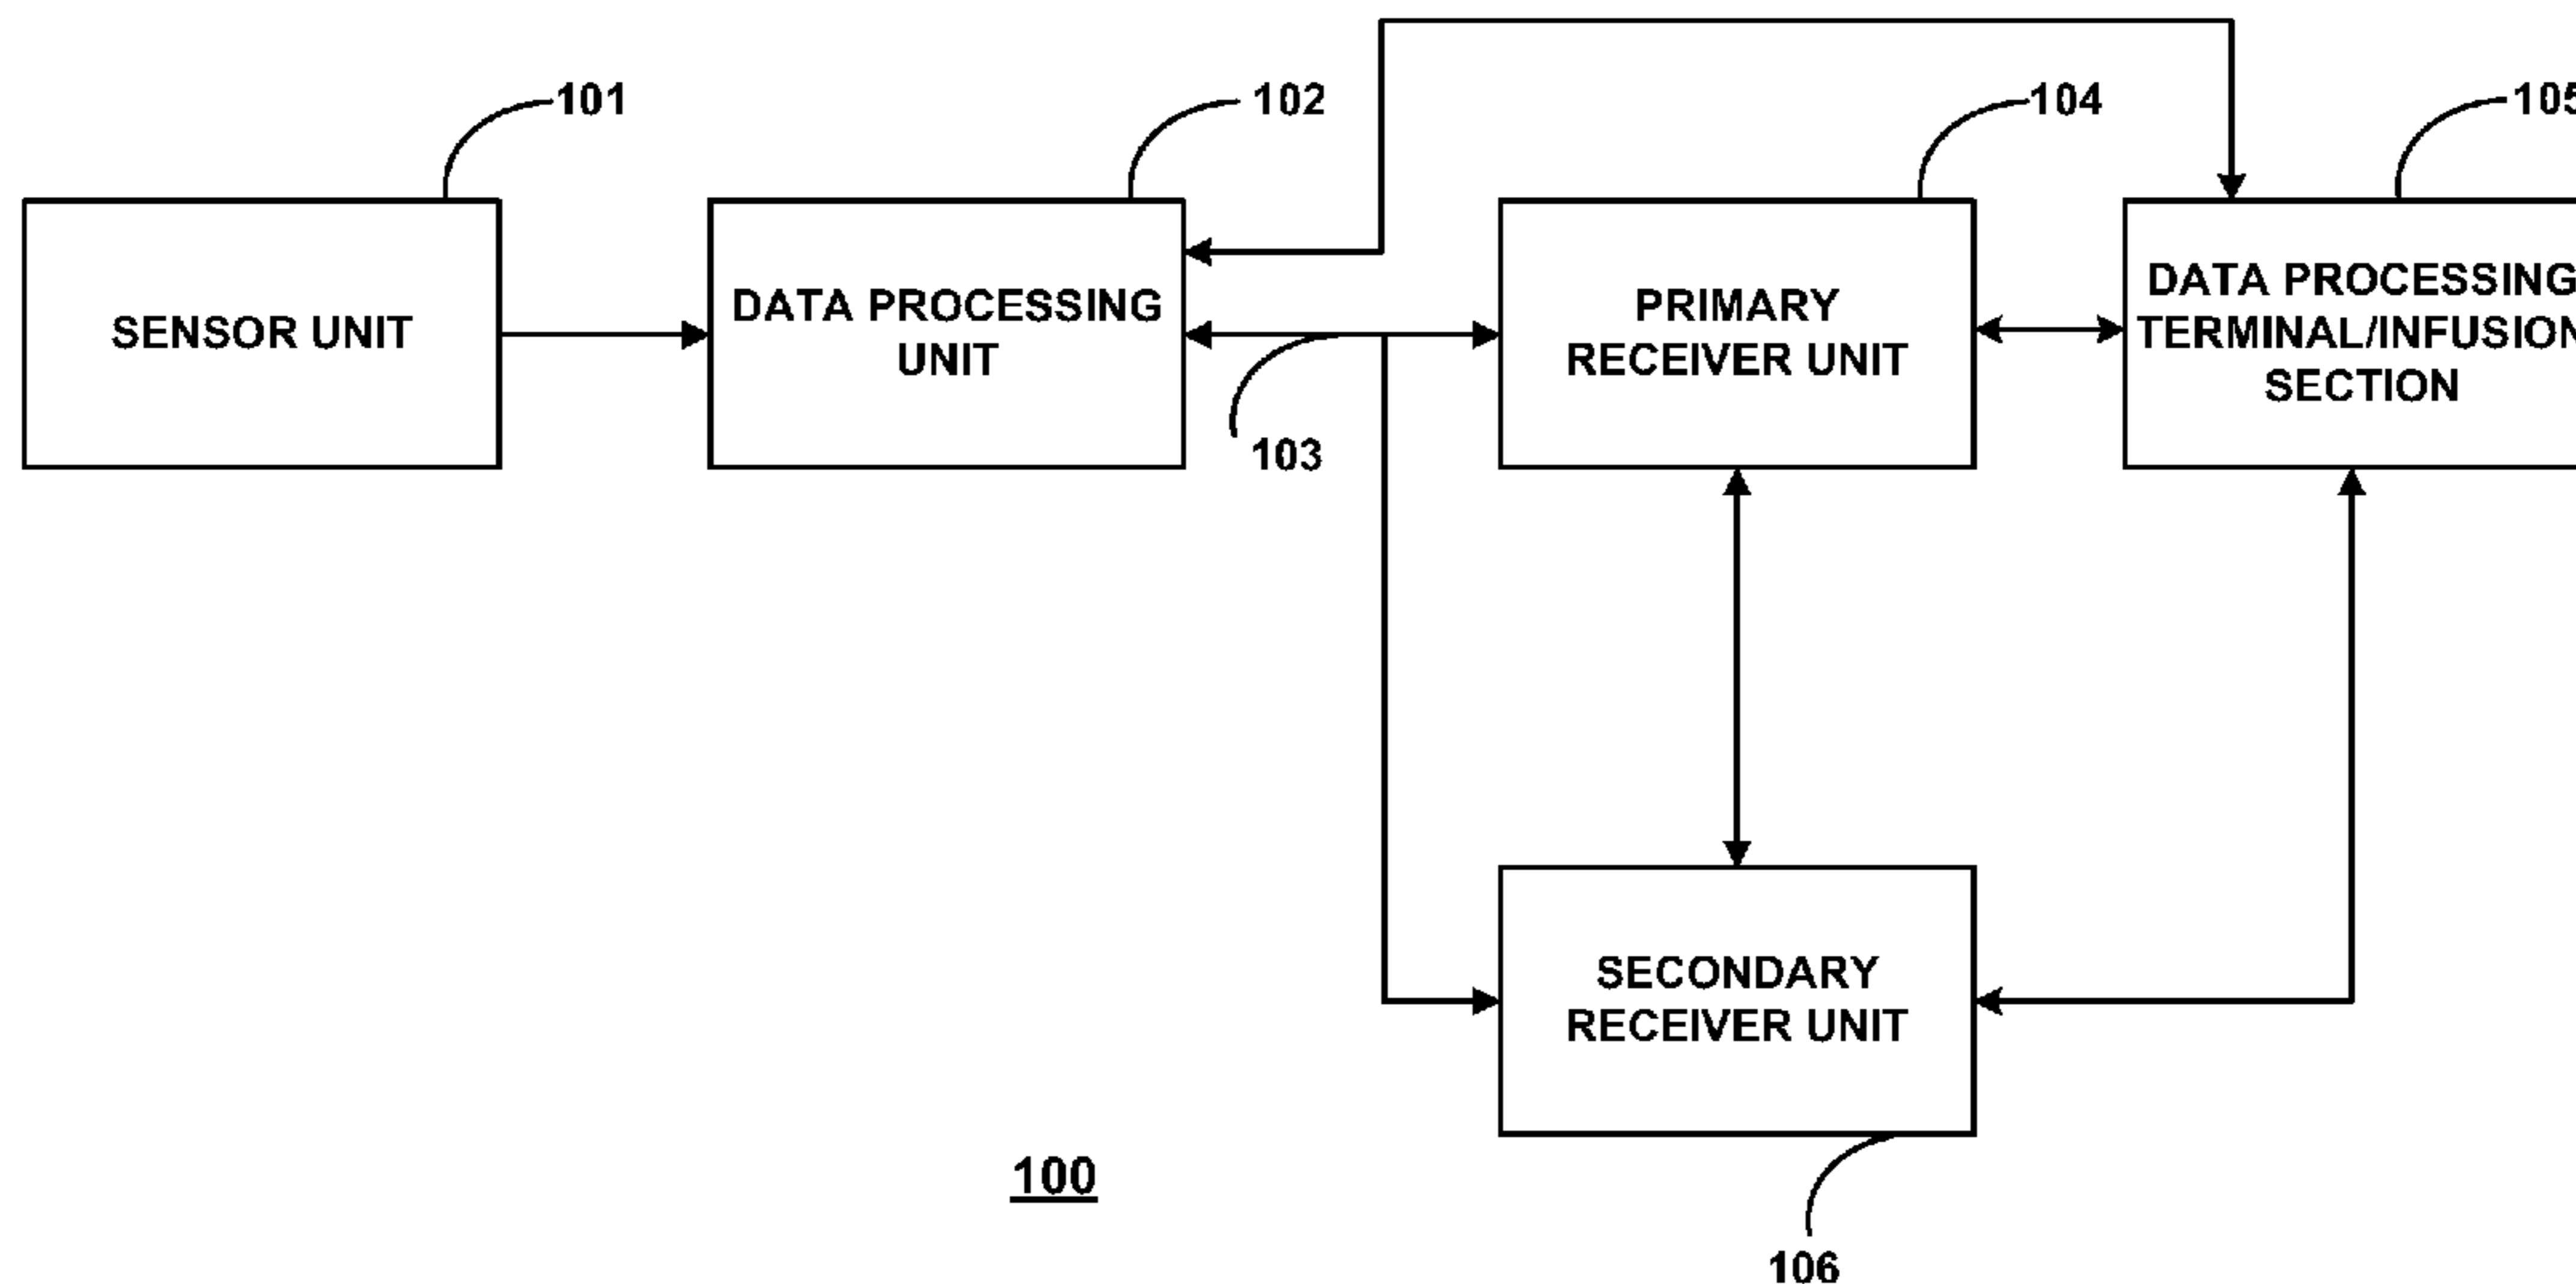 101
102
104
105
SENSOR UNIT
DATA PROCESSING
UNIT
PRIMARY
RECEIVER UNIT
DATA PROCESSING
TERMINAL/INFUSION
SECTION
103
SECONDARY
RECEIVER UNIT
100
106